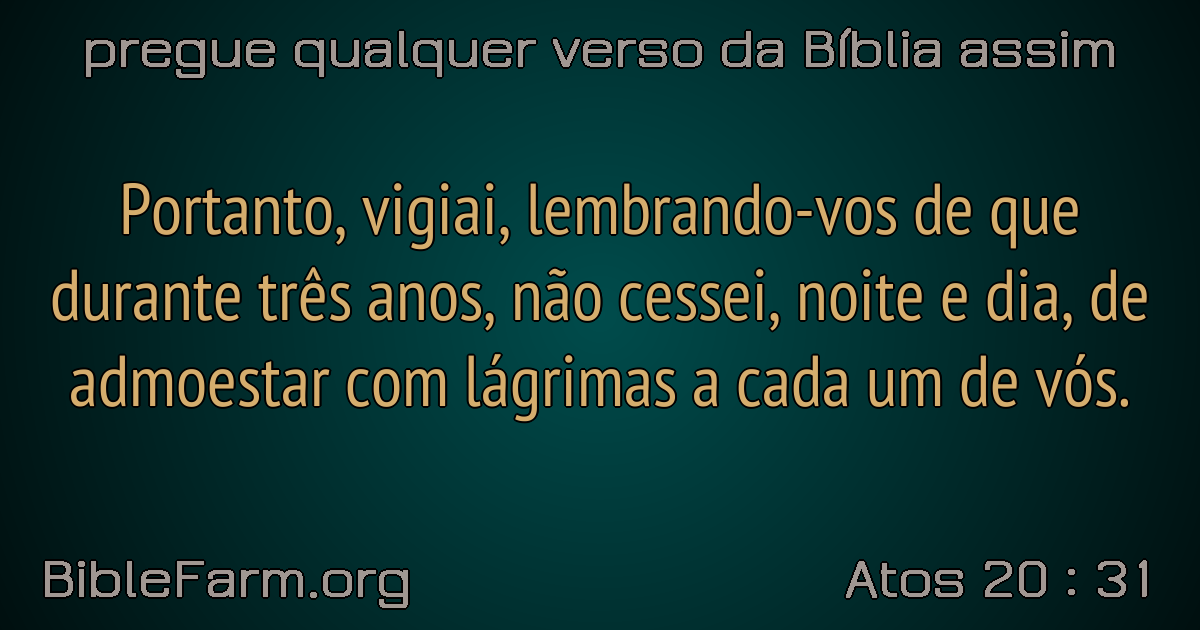 pregue qualquer verso da Bíblia assim
Portanto, vigiai, lembrando-vos de que
durante três anos, não cessei, noite e dia, de
admoestar com lágrimas a cada um de vós.
BibleFarm.org
Atos 20 : 31